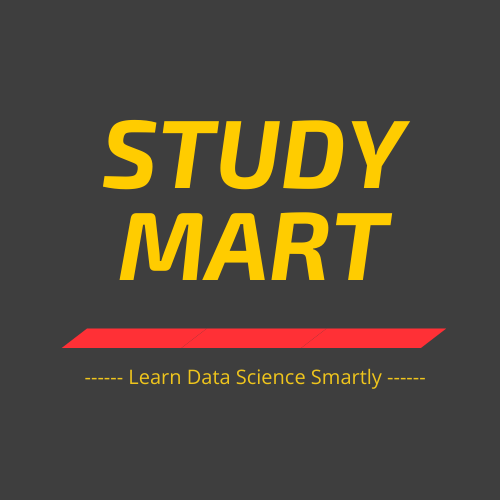 STUDY
MART
------ Learn Data Science Smartly ------